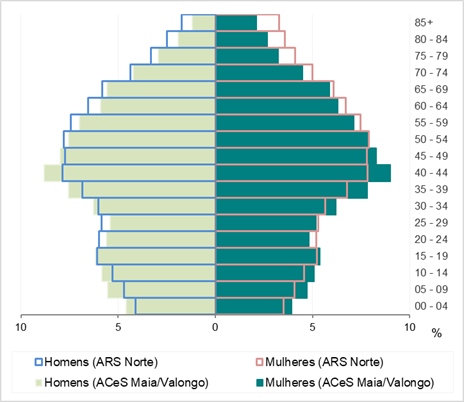 85+
80 - 84
75 - 79
70 - 74
65 - 69
60 - 64
55 - 59
50 - 54
45 - 49
40 - 44
35 - 39
30 - 34
25 - 29
20 - 24
15 - 19
10 - 14
05 - 09
00 - 04
10 5 0 5 10
%
Homens (ARS Norte) Mulheres (ARS Norte)
Homens (ACeS Maia/Valongo) Mulheres (ACeS Maia/Valongo)